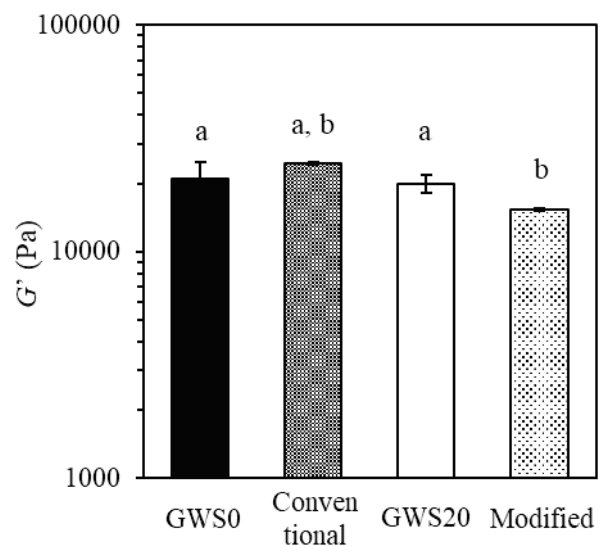 100000
10000
1000
G’ (Pa)
a
a, b
a
b
GWS0
Conven
tional
GWS20
Modified